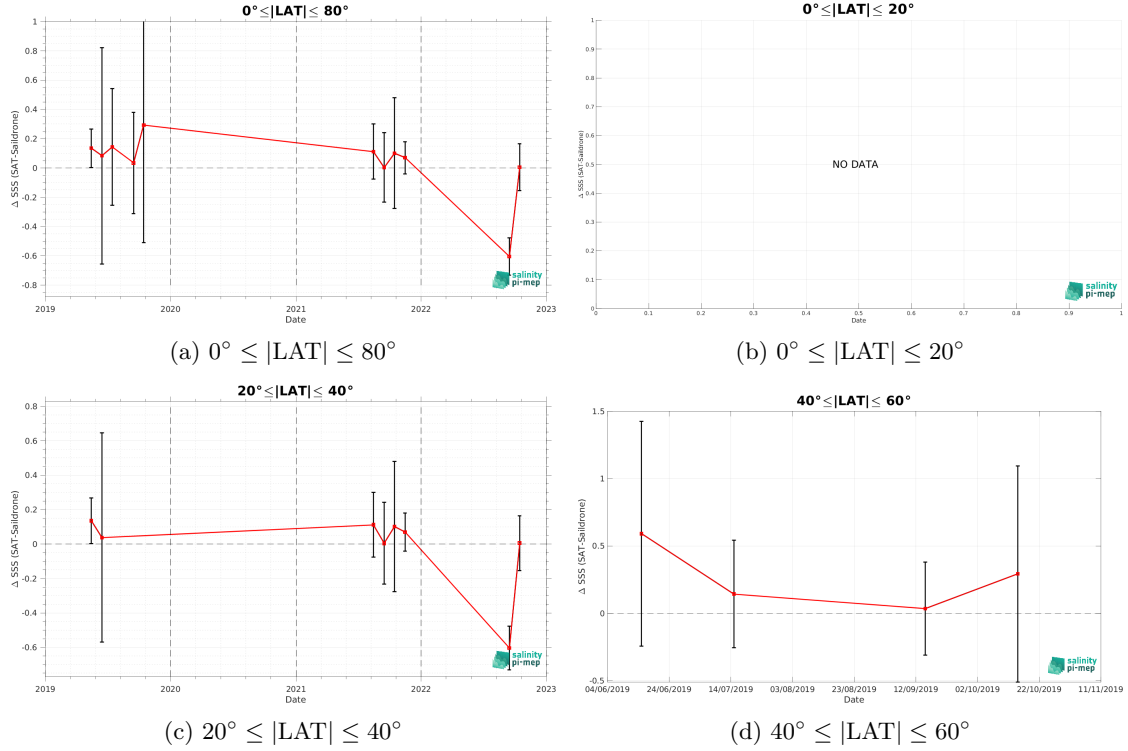 0°≤|LAT|≤ 80°
Δ SSS (SAT-Saildrone)
1
0.8
0.6
0.4
0.2
0
-0.2
-0.4
-0.6
-0.8
2019 2020 2021 2022 2023
Date
salinity
pi-mep
(a) 0° ≤ |LAT| ≤ 80°
0°≤|LAT|≤ 20°
Δ SSS (SAT-Saildrone)
1
0.9
0.8
0.7
0.6
0.5
0.4
0.3
0.2
0.1
0
NO DATA
0 0.1 0.2 0.3 0.4 0.5 0.6 0.7 0.8 0.9 1
Date
salinity
pi-mep
(b) 0° ≤ |LAT| ≤ 20°
20°≤|LAT|≤ 40°
Δ SSS (SAT-Saildrone)
0.8
0.6
0.4
0.2
0
-0.2
-0.4
-0.6
2019 2020 2021 2022 2023
Date
salinity
pi-mep
(c) 20° ≤ |LAT| ≤ 40°
40°≤|LAT|≤ 60°
Δ SSS (SAT-Saildrone)
1.5
1
0.5
0
-0.5
04/06/2019 24/06/2019 14/07/2019 03/08/2019 23/08/2019 12/09/2019 02/10/2019 22/10/2019 11/11/2019
Date
salinity
pi-mep
(d) 40° ≤ |LAT| ≤ 60°